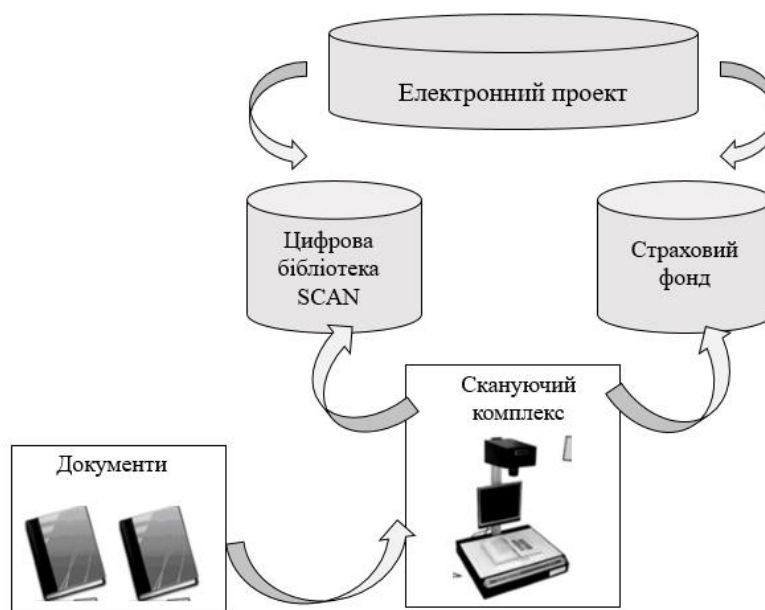 Електронний проект
Цифрова
бібліотека
SCAN
Страховий
фонд
Скануючий
комплекс
Документи